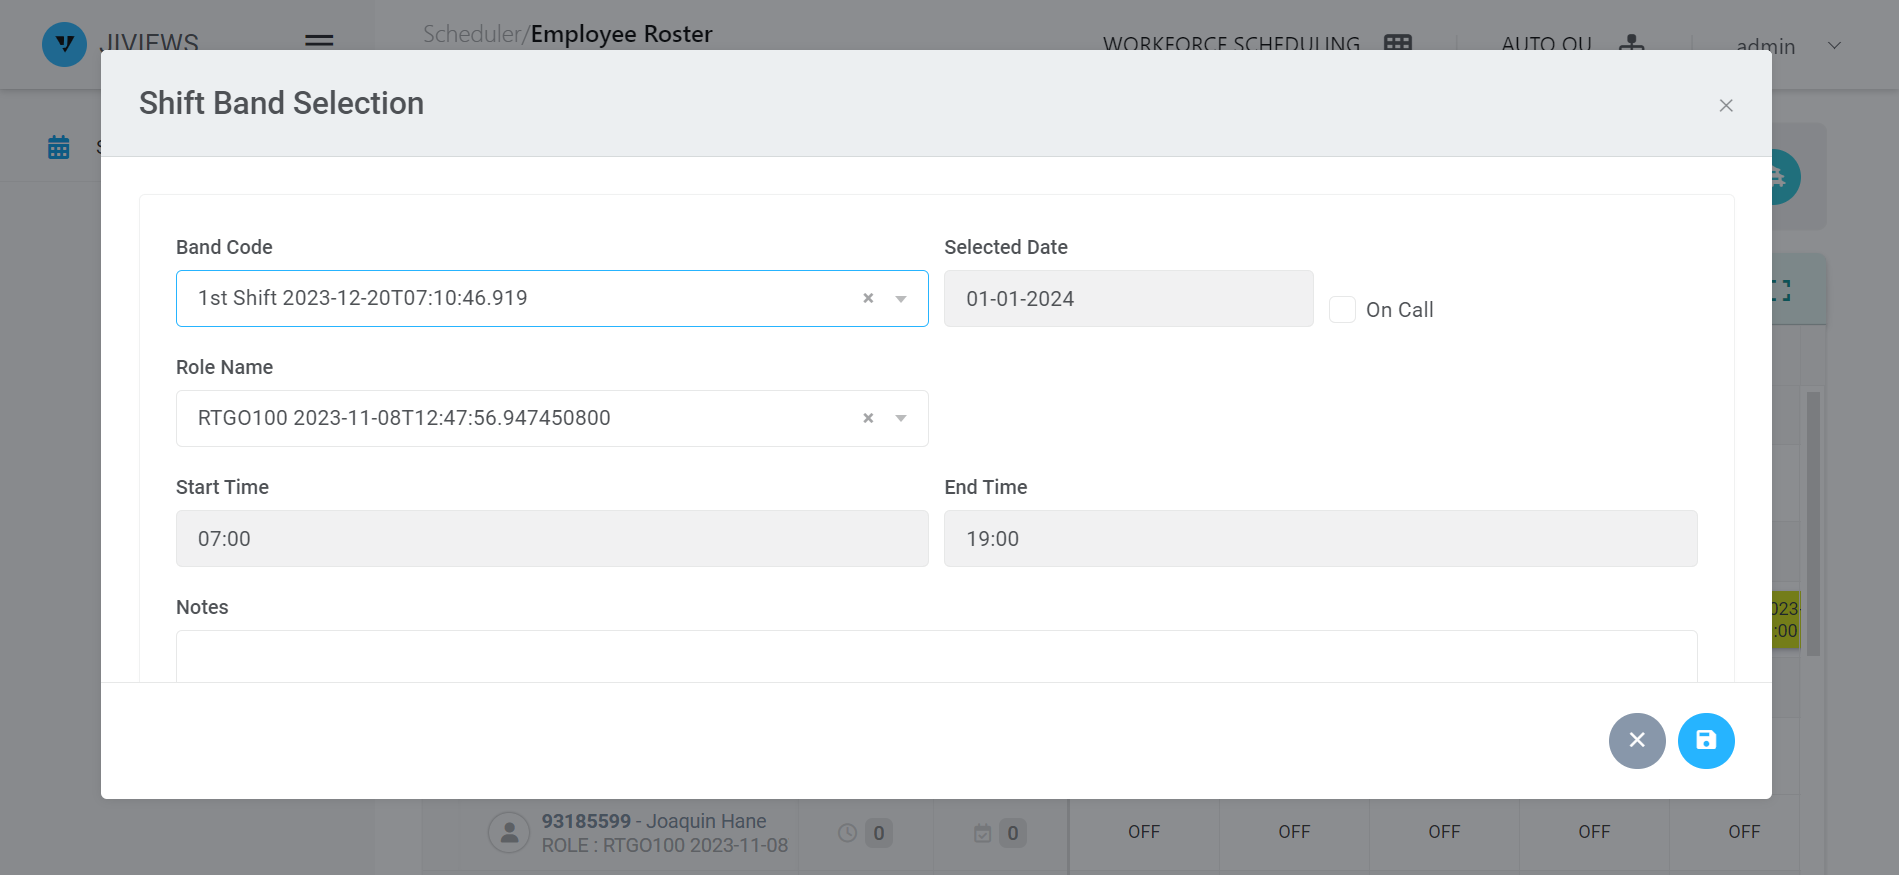 JIVIEWS
Scheduler/Employee Roster
WORKFORCE SCHEDULING
AUTO OU
admin
Shift Band Selection
Band Code
Selected Date
1st Shift 2023-12-20T07:10:46.919
01-01-2024
On Call
Role Name
RTGO100 2023-11-08T12:47:56.947450800
Start Time
End Time
07:00
19:00
Notes
023-
:00
93185599 - Joaquin Hane
ROLE : RTGO100 2023-11-08
0
0
OFF
OFF
OFF
OFF
OFF